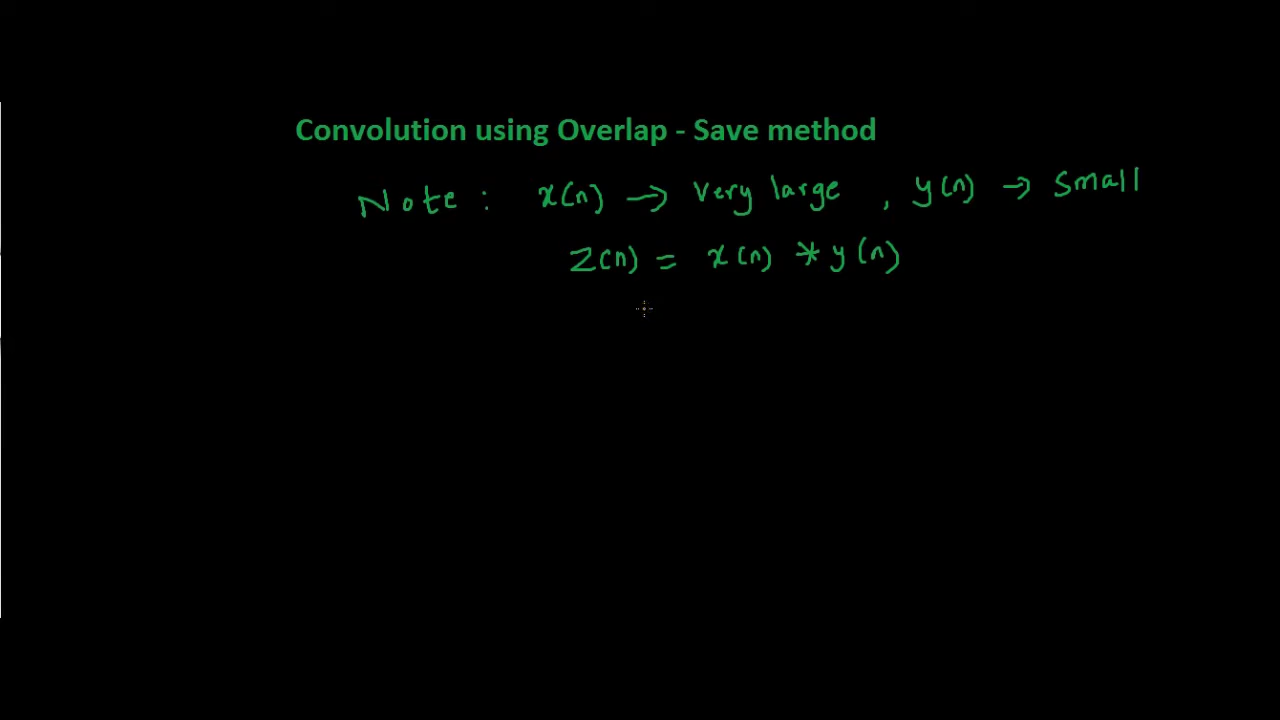 Convolution using Overlap - Save method
Note : x(n) → Very large , y(n) → Small
Z(n) = x(n) * y(n)